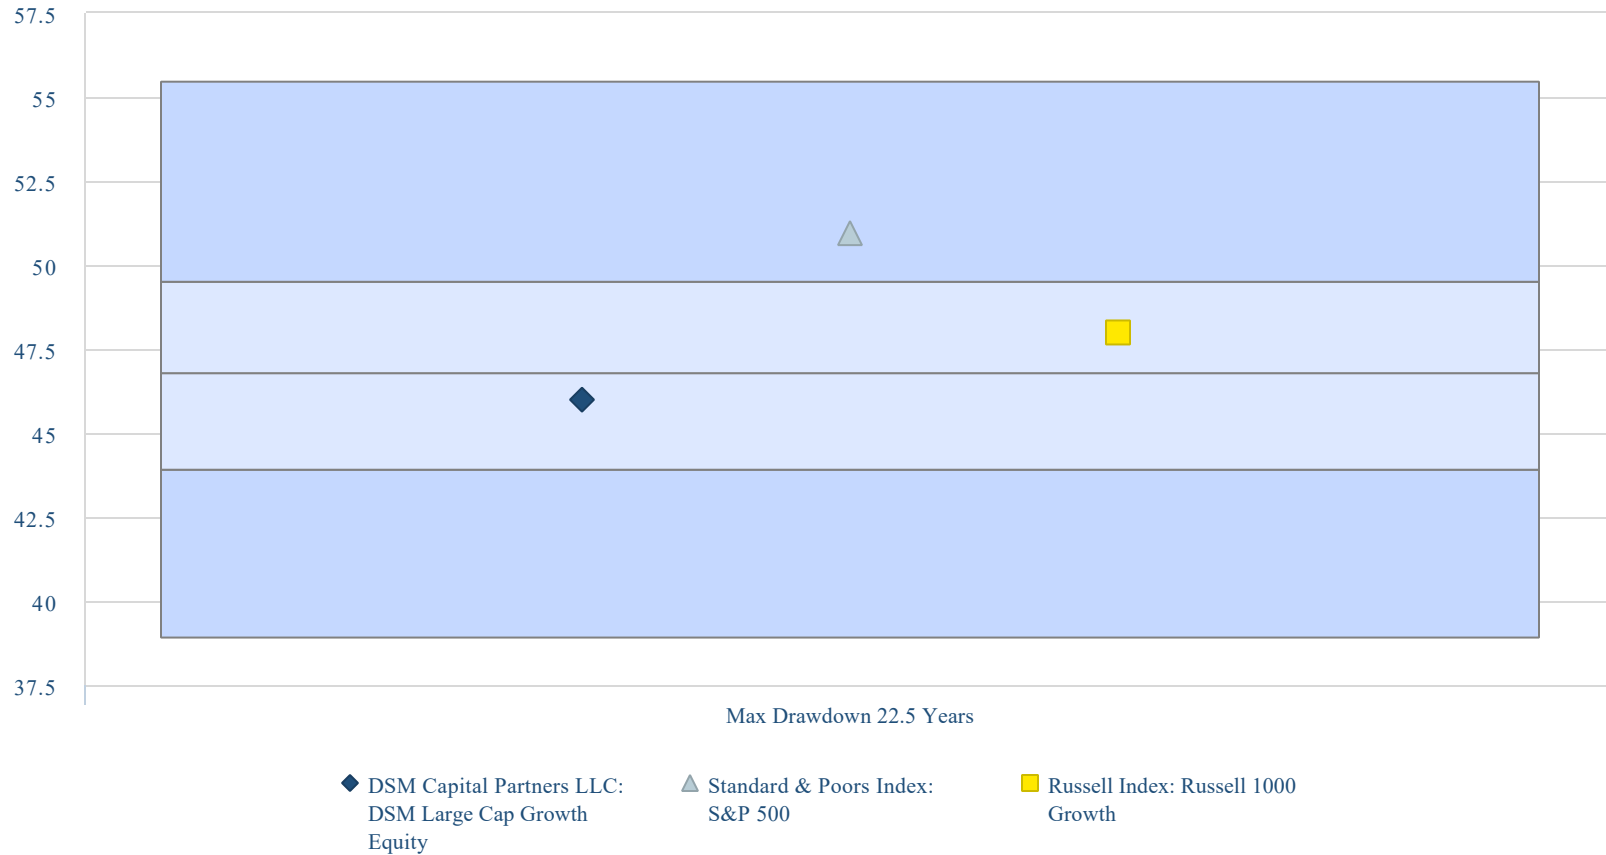 57.5
55
52.5
50
47.5
45
42.5
40
37.5
Max Drawdown 22.5 Years
DSM Capital Partners LLC:
DSM Large Cap Growth
Equity
Standard & Poors Index:
S&P 500
Russell Index: Russell 1000
Growth